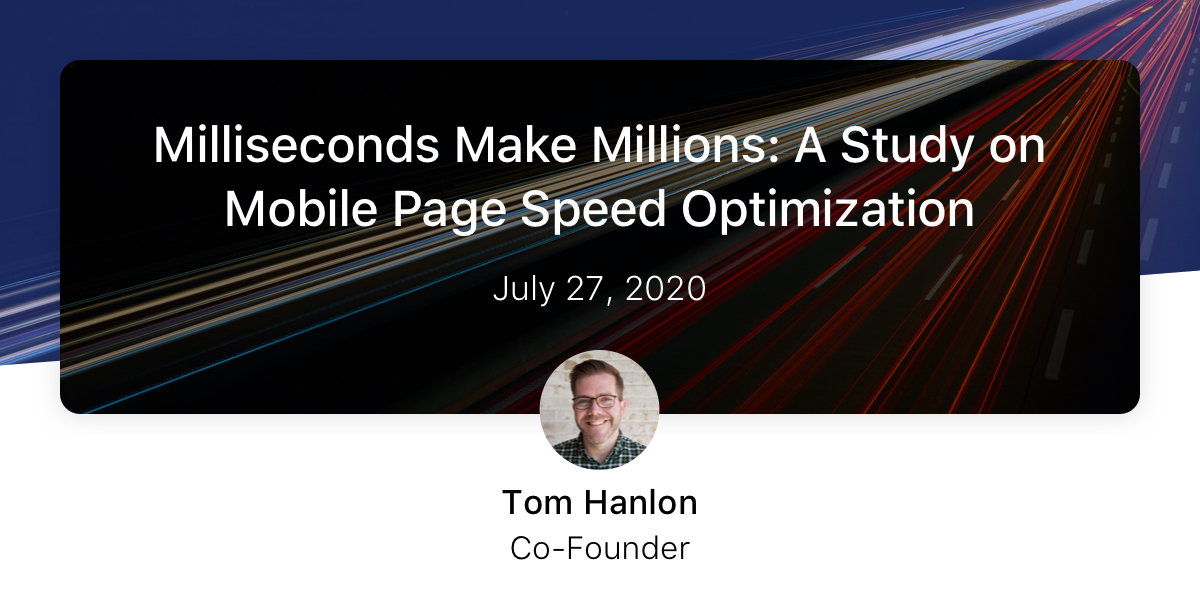 Milliseconds Make Millions: A Study on
Mobile Page Speed Optimization
July 27, 2020
Tom Hanlon
Co-Founder